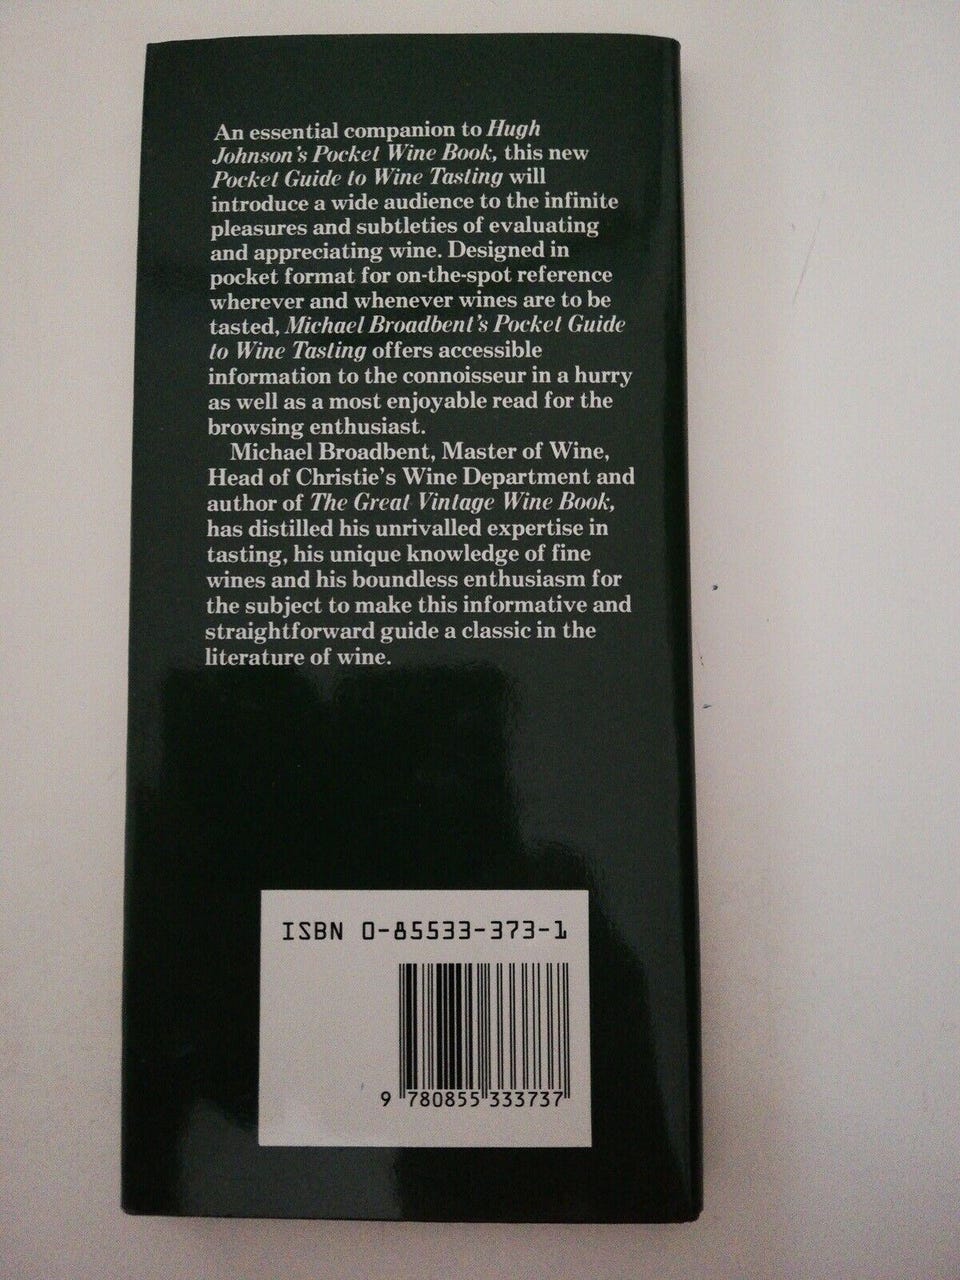 An essential companion to Hugh
Johnson's Pocket Wine Book, this new
Pocket Guide to Wine Tasting will
introduce a wide audience to the infinite
pleasures and subtleties of evaluating
and appreciating wine. Designed in
pocket format for on-the-spot reference
wherever and whenever wines are to be
tasted, Michael Broadbent's Pocket Guide
to Wine Tasting offers accessible
information to the connoisseur in a hurry
as well as a most enjoyable read for the
browsing enthusiast.
Michael Broadbent, Master of Wine,
Head of Christie's Wine Department and
author of The Great Vintage Wine Book,
has distilled his unrivalled expertise in
tasting, his unique knowledge of fine
wines and his boundless enthusiasm for
the subject to make this informative and
straightforward guide a classic in the
literature of wine.
ISBN 0-85533-373-1
9 780855 333737